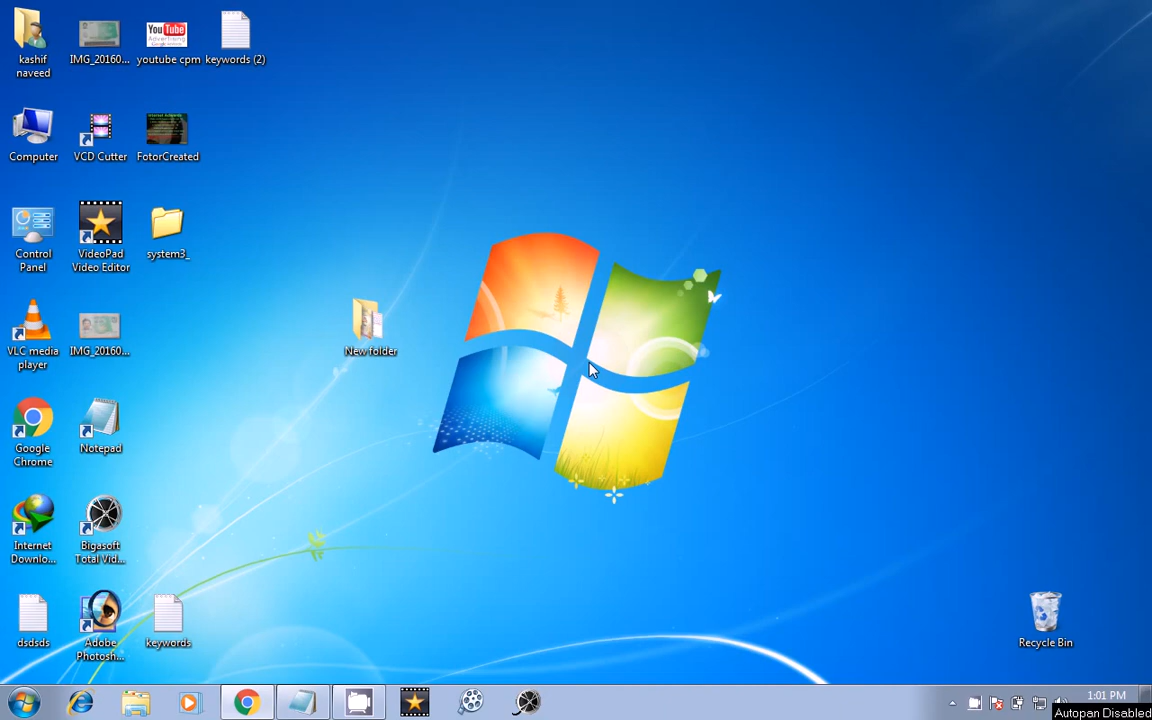 kashif
naveed
IMG_20160...
You Tube
youtube cpm
keywords (2)
Computer
VCD Cutter
FotorCreated
Control
Panel
VideoPad
Video Editor
system3_
VLC media
player
IMG_20160...
New folder
Google
Chrome
Notepad
Internet
Downlo...
Bigasoft
Total Vid...
dsdsds
Adobe
Photosh...
keywords
Recycle Bin
1:01 PM
Autopan Disabled